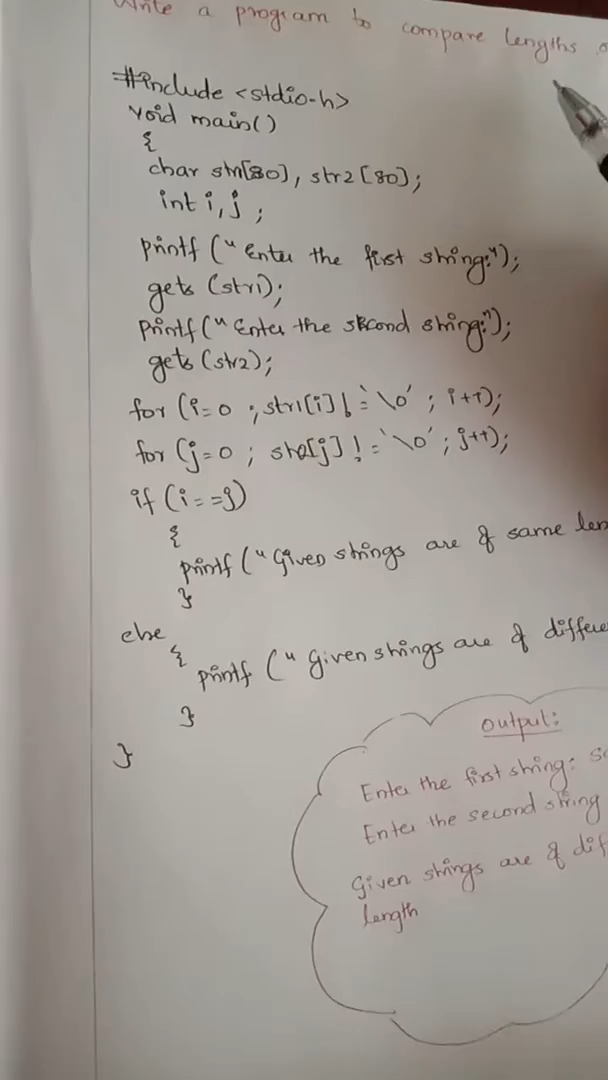 Write a program to compare lengths
#include <stdio.h>
void main()
{
char str1[80], str2[80];
int i, j ;
printf ("Enter the first string:");
gets (str1);
printf ("Enter the second string:");
gets (str2);
for (i=0 ; str1[i] != '\0' ; i++);
for (j=0 ; str2[j] != '\0' ; j++);
if (i==j)
{
printf ("Given strings are of same len
}
else
{
printf (" Given strings are of differe
}
}
output:
Enter the first string:
Enter the second string
Given strings are of dif
length